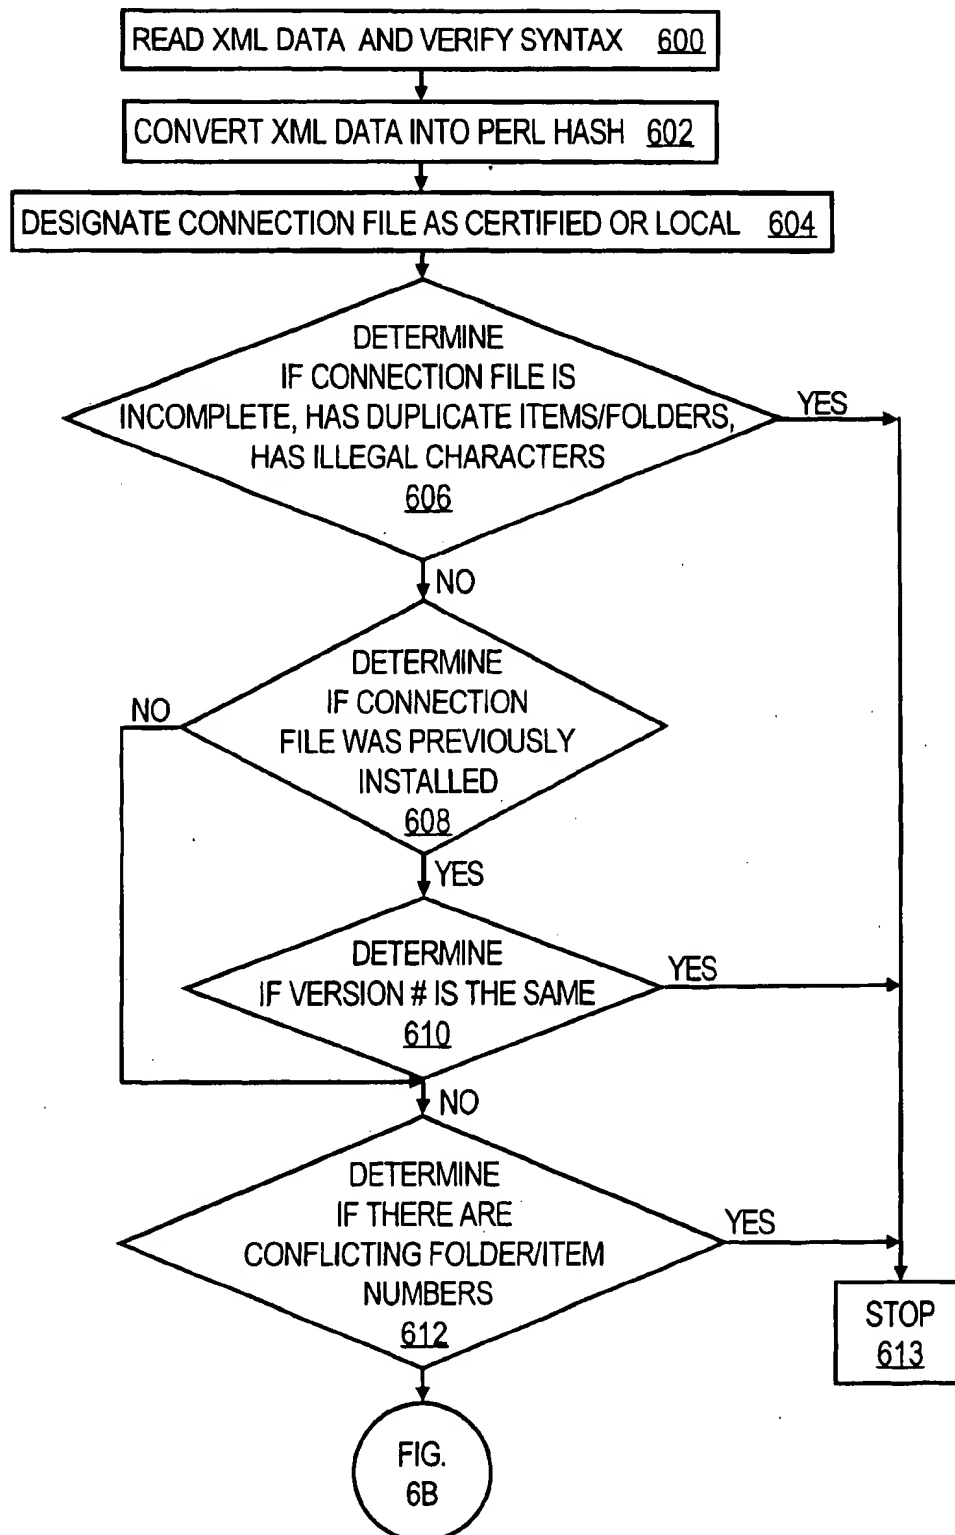 READ XML DATA AND VERIFY SYNTAX 600
CONVERT XML DATA INTO PERL HASH 602
DESIGNATE CONNECTION FILE AS CERTIFIED OR LOCAL 604
DETERMINE
IF CONNECTION FILE IS
INCOMPLETE, HAS DUPLICATE ITEMS/FOLDERS,
HAS ILLEGAL CHARACTERS
606
YES
NO
DETERMINE
IF CONNECTION
FILE WAS PREVIOUSLY
INSTALLED
608
NO
YES
DETERMINE
IF VERSION # IS THE SAME
610
YES
NO
DETERMINE
IF THERE ARE
CONFLICTING FOLDER/ITEM
NUMBERS
612
YES
STOP
613
FIG.
6B